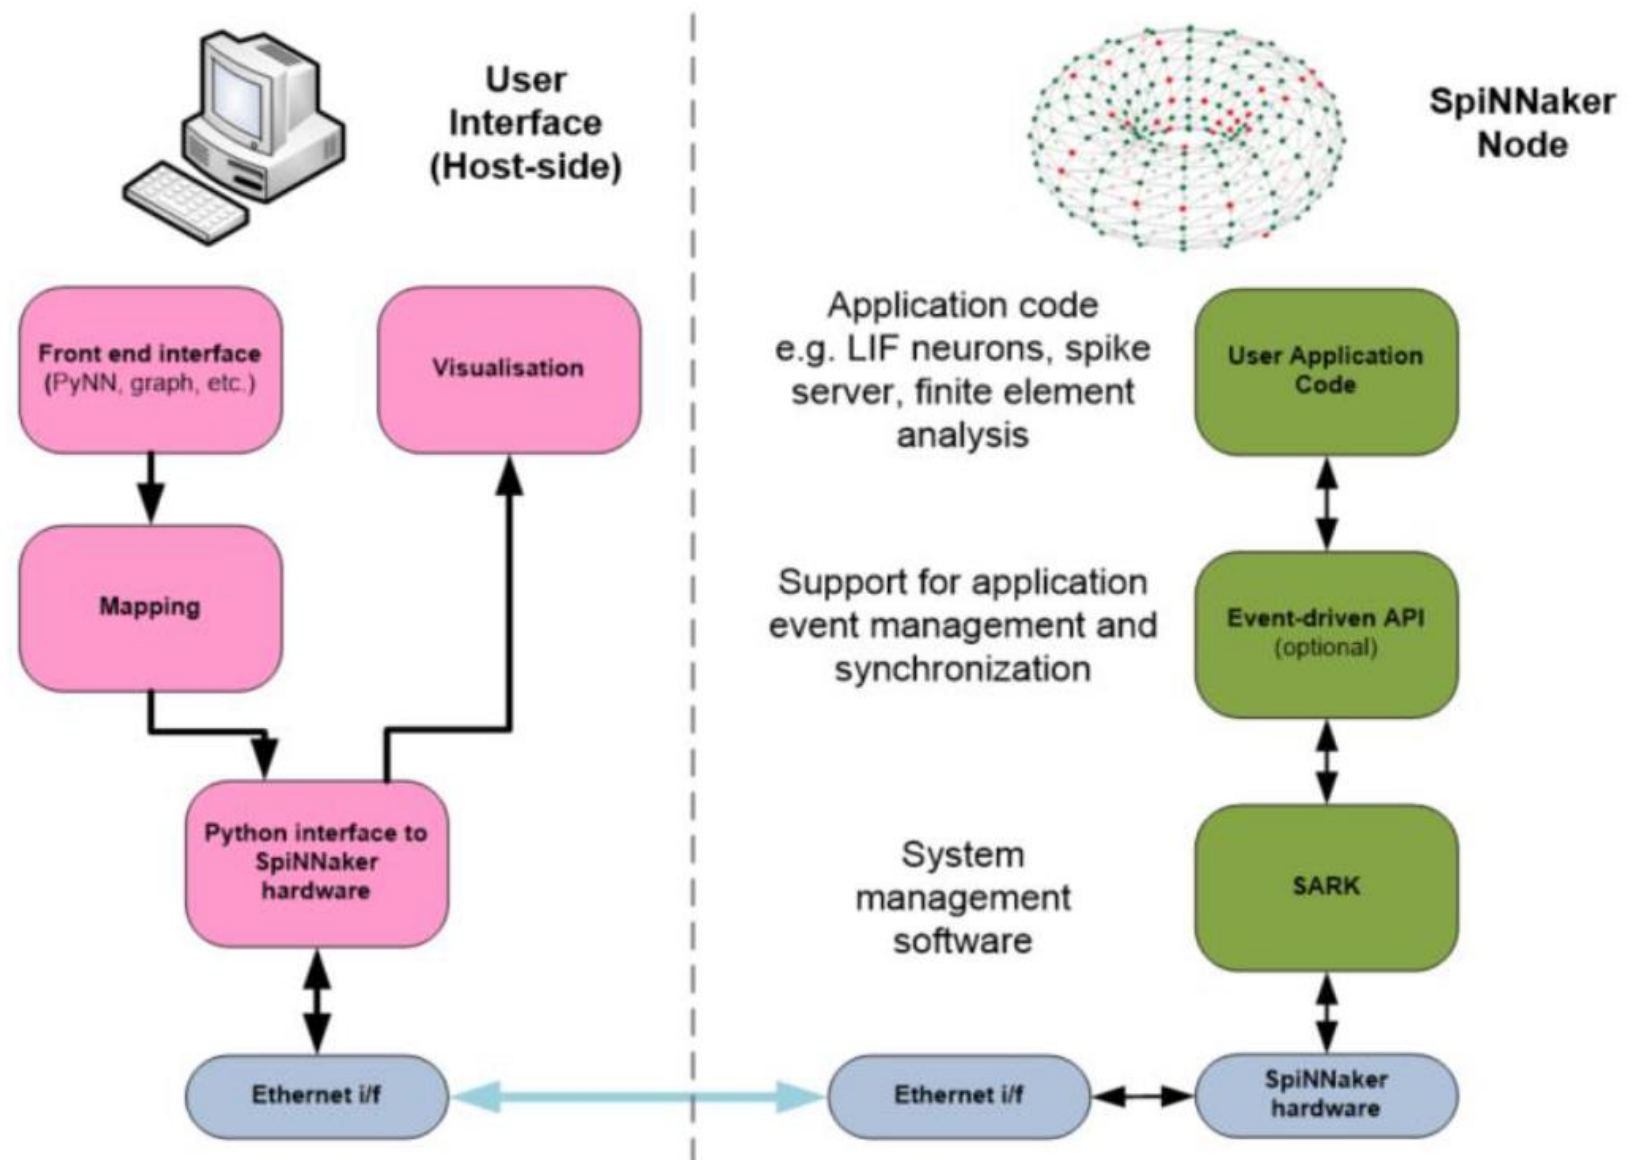 User
Interface
(Host-side)
SpiNNaker
Node
Front end interface
(PyNN, graph, etc.)
Visualisation
Application code
e.g. LIF neurons, spike
server, finite element
analysis
User Application
Code
Mapping
Support for application
event management and
synchronization
Event-driven API
(optional)
Python interface to
SpiNNaker
hardware
System
management
software
SARK
Ethernet i/f
Ethernet i/f
SpiNNaker
hardware